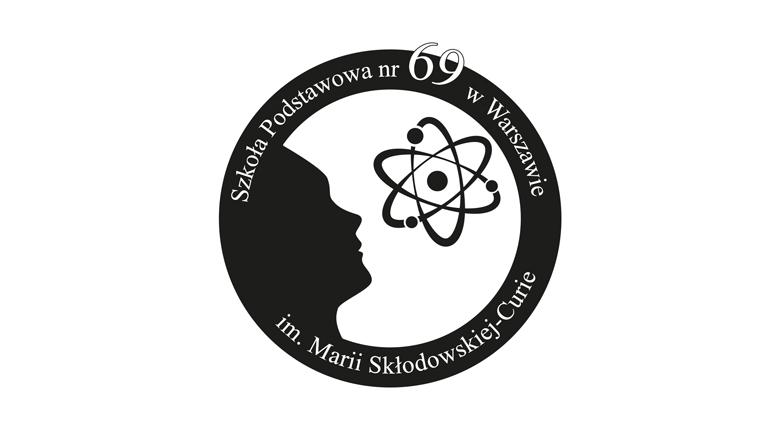 Szkoła Podstawowa nr 69 w Warszawie
im. Marii Skłodowskiej-Curie